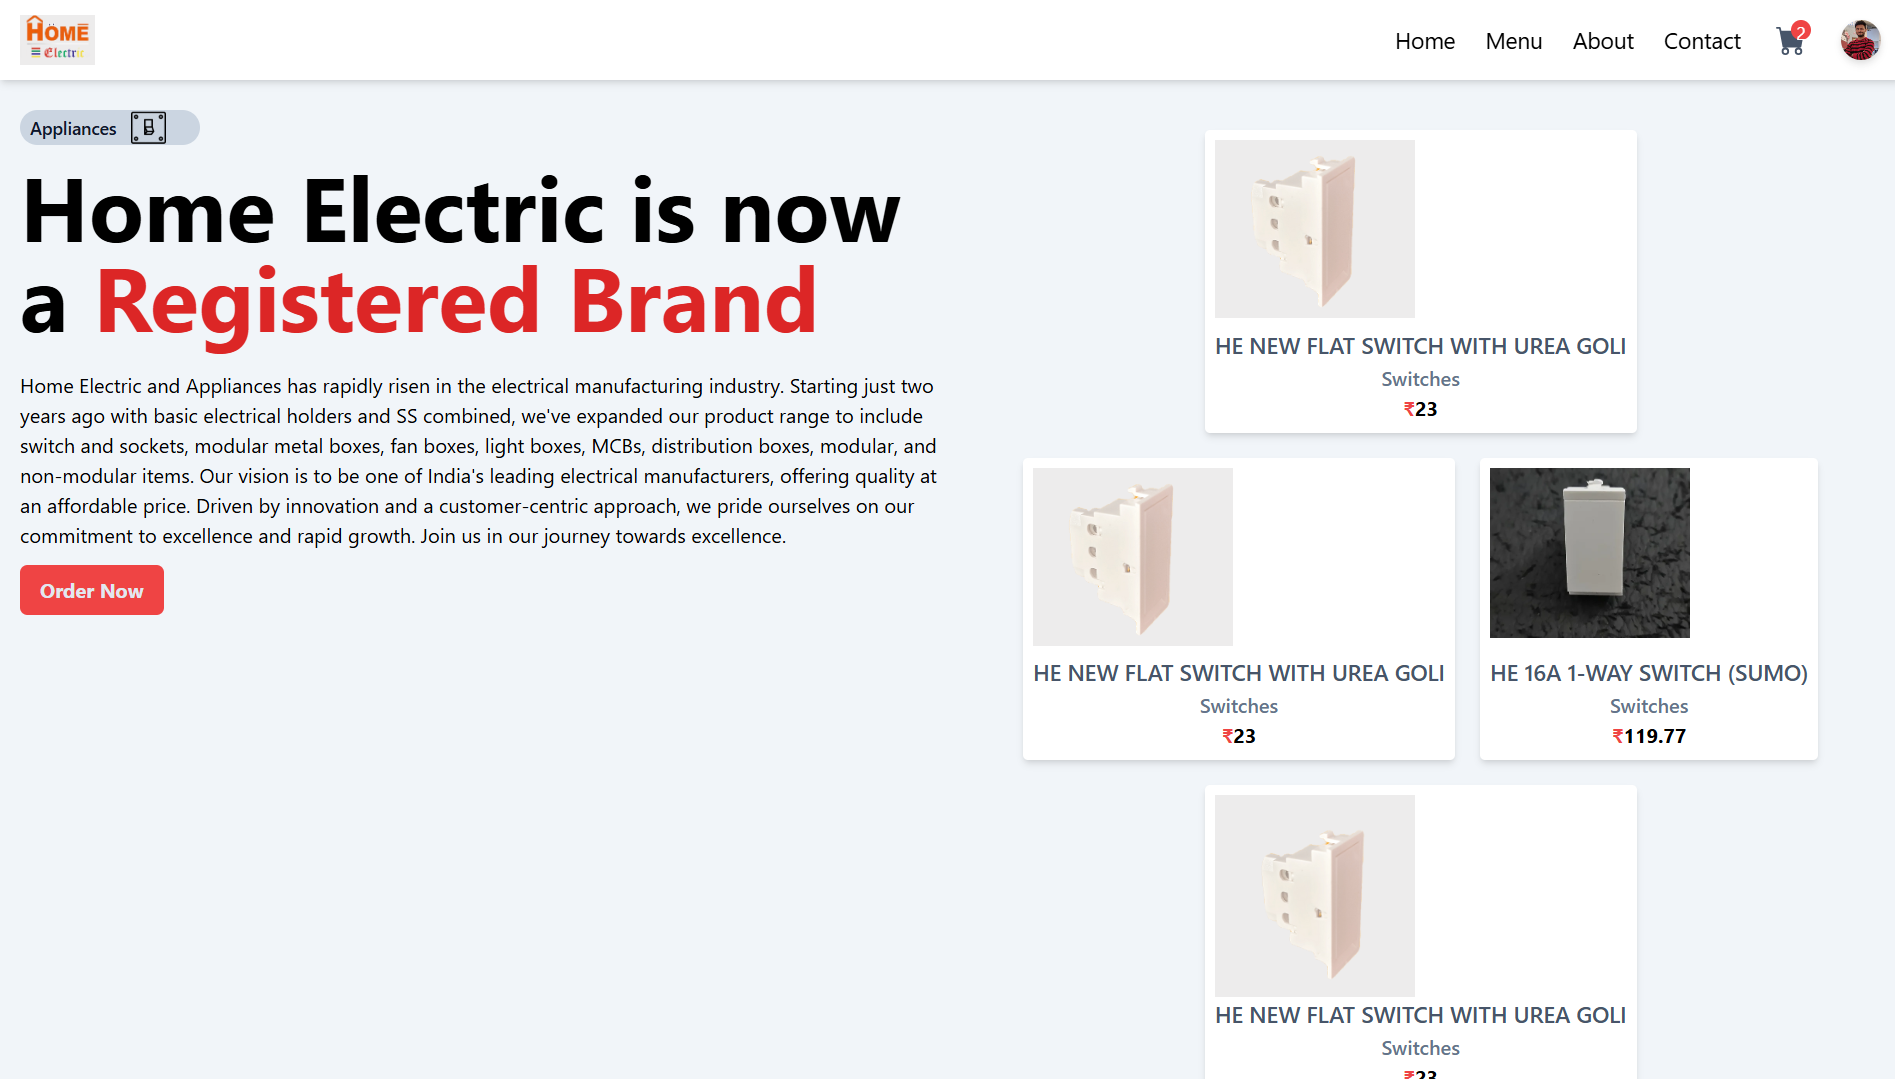 HOME
Electric
Home
Menu
About
Contact
2
Appliances
Home Electric is now
a Registered Brand
Home Electric and Appliances has rapidly risen in the electrical manufacturing industry. Starting just two
years ago with basic electrical holders and SS combined, we've expanded our product range to include
switch and sockets, modular metal boxes, fan boxes, light boxes, MCBs, distribution boxes, modular, and
non-modular items. Our vision is to be one of India's leading electrical manufacturers, offering quality at
an affordable price. Driven by innovation and a customer-centric approach, we pride ourselves on our
commitment to excellence and rapid growth. Join us in our journey towards excellence.
Order Now
HE NEW FLAT SWITCH WITH UREA GOLI
Switches
₹23
HE NEW FLAT SWITCH WITH UREA GOLI
Switches
₹23
HE 16A 1-WAY SWITCH (SUMO)
Switches
₹119.77
HE NEW FLAT SWITCH WITH UREA GOLI
Switches
₹23